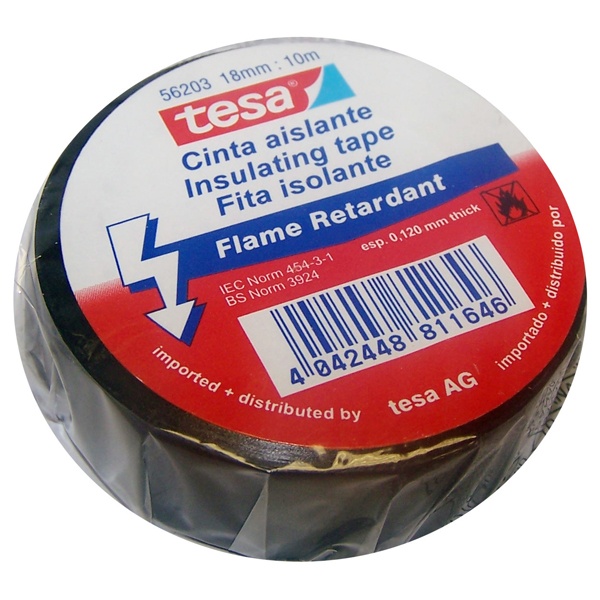 56203 18mm : 10m
tesa®
Cinta aislante
Insulating tape
Fita isolante
Flame Retardant
IEC Norm 454-3-1
BS Norm 3924
esp. 0,120 mm thick
4 042448 811646
imported + distributed by
tesa AG
importado + distribuido por